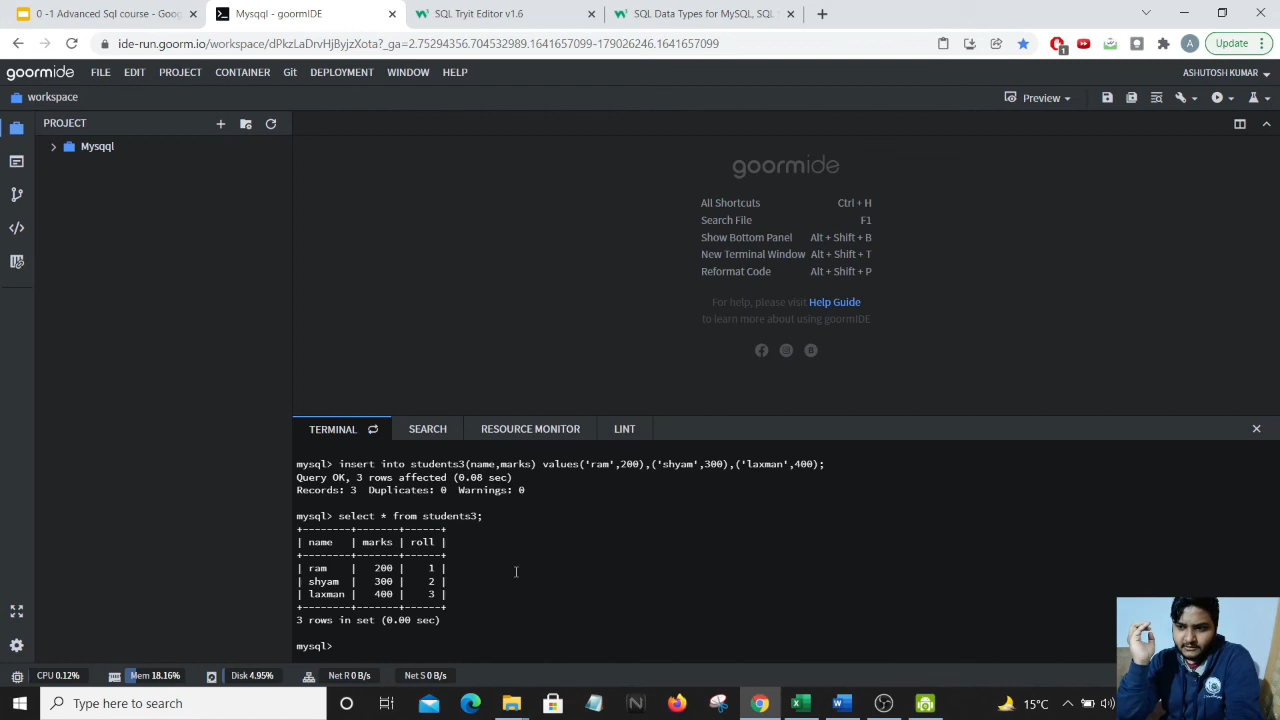 0 -1 Advanced Sql course - Goog
Mysqql - goormIDE
SQL Tryit Editor v1.6
SQL Data Types for MySQL, SQL S
ide-run.goorm.io/workspace/dPkzLaDrvHjByjzYota?_ga=2.75204356.704532989.1641657099-1790262449.1641657099
1
A
Update
goormide
FILE EDIT PROJECT CONTAINER Git DEPLOYMENT WINDOW HELP
ASHUTOSH KUMAR
workspace
Preview
PROJECT
Mysqql
goormide
All Shortcuts Ctrl + H
Search File F1
Show Bottom Panel Alt + Shift + B
New Terminal Window Alt + Shift + T
Reformat Code Alt + Shift + P
For help, please visit Help Guide
to learn more about using goormIDE
TERMINAL SEARCH RESOURCE MONITOR LINT
mysql> insert into students3(name,marks) values('ram',200),('shyam',300),('laxman',400);
Query OK, 3 rows affected (0.08 sec)
Records: 3 Duplicates: 0 Warnings: 0
mysql> select * from students3;
+--------+-------+------+
| name | marks | roll |
+--------+-------+------+
| ram | 200 | 1 |
| shyam | 300 | 2 |
| laxman | 400 | 3 |
+--------+-------+------+
3 rows in set (0.00 sec)
mysql>
CPU 0.12% Mem 18.16% Disk 4.95% Net R 0 B/s Net S 0 B/s
Type here to search
15°C